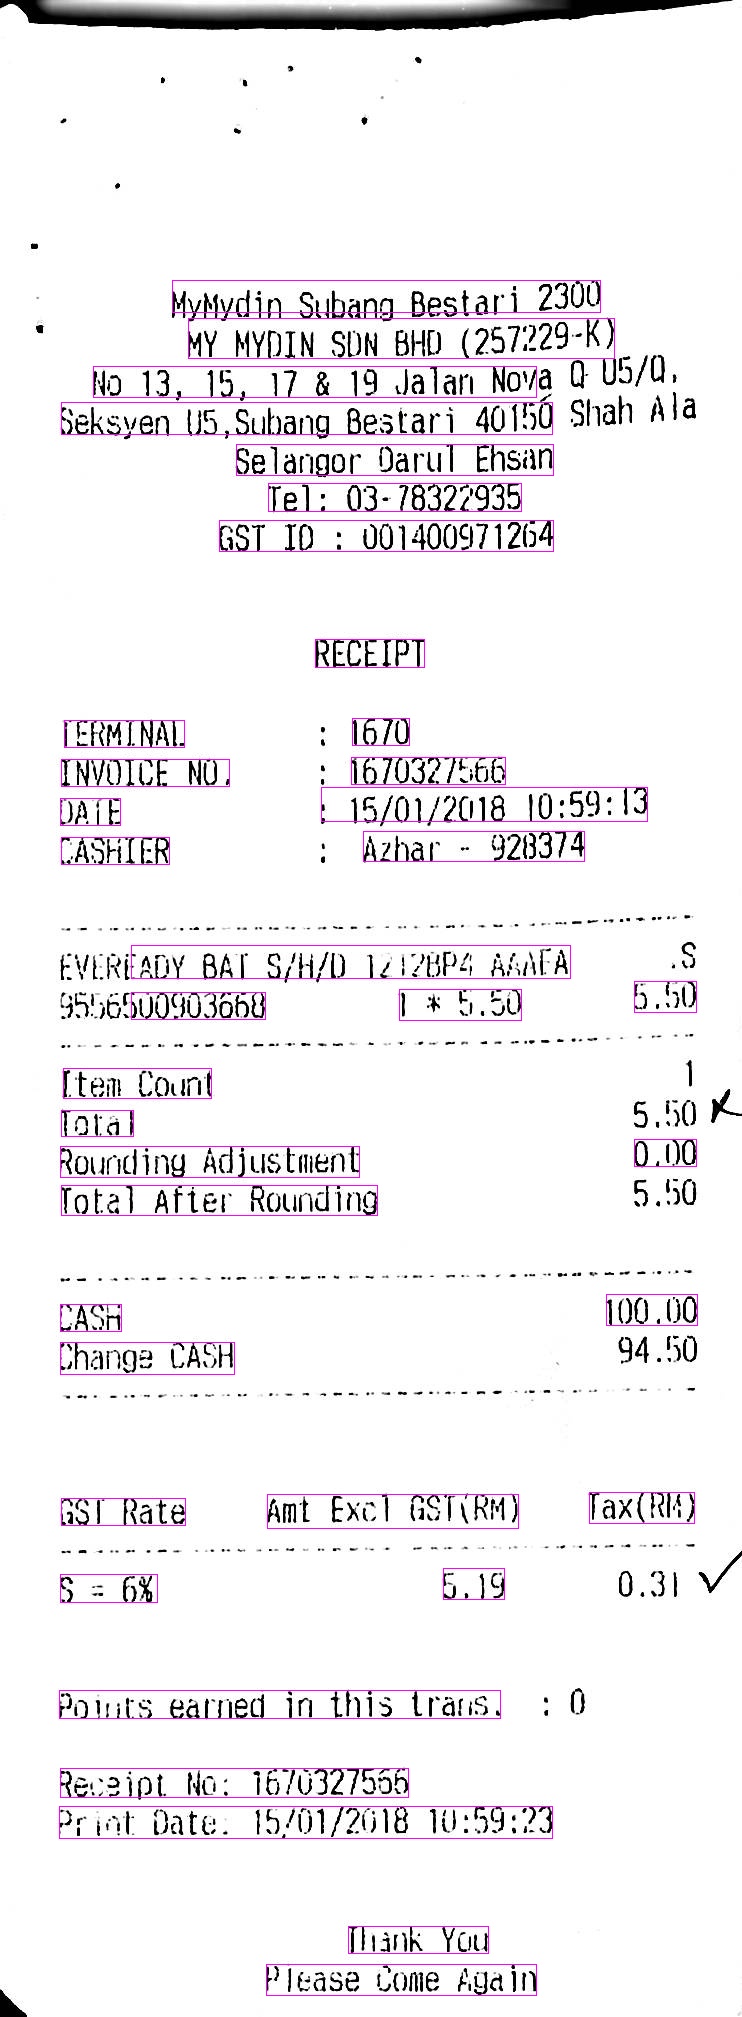 MyMydin Subang Bestari 2300
MY MYDIN SDN BHD (257229-K)
No 13, 15, 17 & 19 Jalan Nova Q U5/Q,
Seksyen U5,Subang Bestari 40150 Shah Ala
Selangor Darul Ehsan
Tel: 03-78322935
GST ID : 001400971264
RECEIPT
TERMINAL : 1670
INVOICE NO. : 1670327566
DATE : 15/01/2018 10:59:13
CASHIER : Azhar - 928374
EVEREADY BAT S/H/D 1212BP4 AAAFA .S
9556500903668 1 * 5.50 5.50
Item Count 1
Total 5.50
Rounding Adjustment 0.00
Total After Rounding 5.50
CASH 100.00
Change CASH 94.50
GST Rate Amt Excl GST(RM) Tax(RM)
S = 6% 5.19 0.31
Points earned in this trans. : 0
Receipt No: 1670327566
Print Date: 15/01/2018 10:59:23
Thank You
Please Come Again